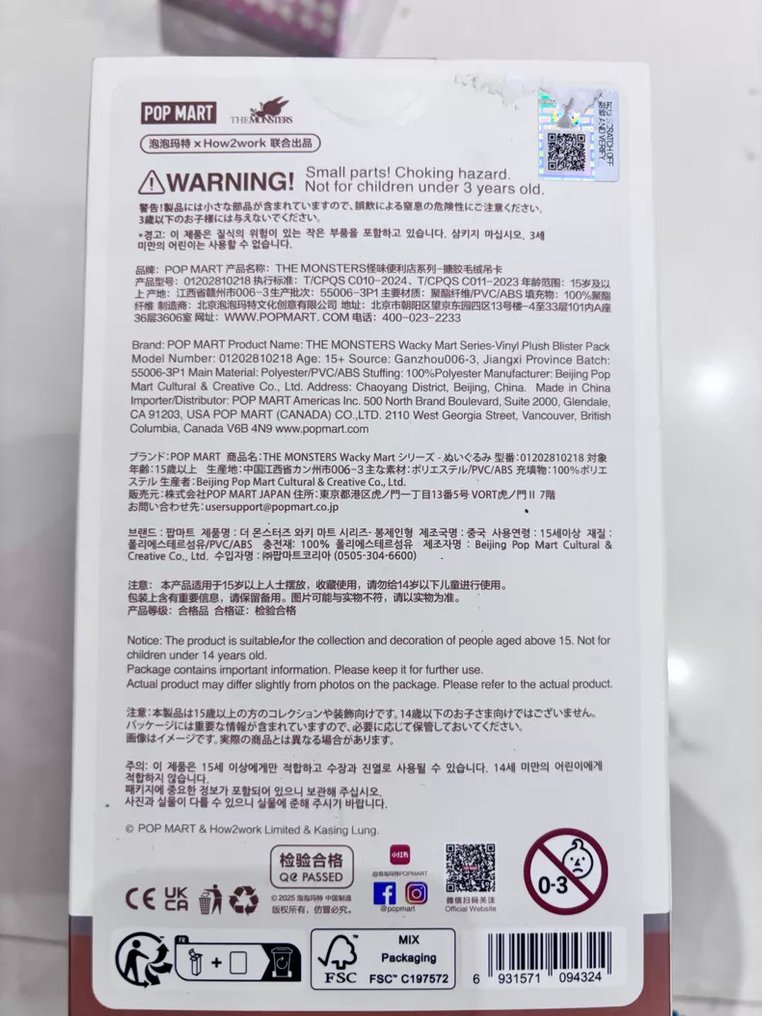 POP MART
THE MONSTERS
泡泡玛特 x How2work 联合出品
SCRATCH OFF
AND VERIFY
WARNING! Small parts! Choking hazard.
Not for children under 3 years old.
警告!製品には小さな部品が含まれていますので、誤飲による窒息の危険性にご注意ください。
3歳以下のお子様には与えないでください。
*경고: 이 제품은 질식의 위험이 있는 작은 부품을 포함하고 있습니다. 삼키지 마십시오, 3세
미만의 어린이는 사용할 수 없습니다.
品牌: POP MART 产品名称: THE MONSTERS怪味便利店系列-搪胶毛绒吊卡
产品型号: 01202810218 执行标准: T/CPQS C010-2024、T/CPQS C011-2023 年龄范围: 15岁及以
上 产地: 江西省赣州市006-3 生产批次: 55006-3P1 主要材质: 聚酯纤维/PVC/ABS 填充物: 100%聚酯
纤维 制造商: 北京泡泡玛特文化创意有限公司 地址: 北京市朝阳区望京东园四区13号楼-4至33层101内A座
36层3606室 网址: WWW.POPMART.COM 电话: 400-023-2233
Brand: POP MART Product Name: THE MONSTERS Wacky Mart Series-Vinyl Plush Blister Pack
Model Number: 01202810218 Age: 15+ Source: Ganzhou006-3, Jiangxi Province Batch:
55006-3P1 Main Material: Polyester/PVC/ABS Stuffing: 100%Polyester Manufacturer: Beijing Pop
Mart Cultural & Creative Co., Ltd. Address: Chaoyang District, Beijing, China. Made in China
Importer/Distributor: POP MART Americas Inc. 500 North Brand Boulevard, Suite 2000, Glendale,
CA 91203, USA POP MART (CANADA) CO.,LTD. 2110 West Georgia Street, Vancouver, British
Columbia, Canada V6B 4N9 www.popmart.com
ブランド:POP MART 商品名:THE MONSTERS Wacky Mart シリーズ - ぬいぐるみ 型番:01202810218 対象
年齢:15歳以上 生産地:中国江西省カン州市006-3 主な素材:ポリエステル/PVC/ABS 充填物:100%ポリエ
ステル 生産者:Beijing Pop Mart Cultural & Creative Co., Ltd.
販売元:株式会社POP MART JAPAN 住所:東京都港区虎ノ門一丁目13番5号 VORT虎ノ門Ⅱ 7階
お問い合わせ先:usersupport@popmart.co.jp
브랜드 : 팝마트 제품명 : 더 몬스터즈 와키 마트 시리즈- 봉제인형 제조국명 : 중국 사용연령 : 15세이상 재질 :
폴리에스테르섬유/PVC/ABS 충전재: 100% 폴리에스테르섬유 제조자명 : Beijing Pop Mart Cultural &
Creative Co., Ltd. 수입자명 : ㈜팝마트코리아 (0505-304-6600)
注意: 本产品适用于15岁以上人士摆放，收藏使用，请勿给14岁以下儿童进行使用。
包装上含有重要信息，请保留备用。图片可能与实物不符，请以实物为准。
产品等级: 合格品 合格证: 检验合格
Notice: The product is suitable for the collection and decoration of people aged above 15. Not for
children under 14 years old.
Package contains important information. Please keep it for further use.
Actual product may differ slightly from photos on the package. Please refer to the actual product.
注意:本製品は15歳以上の方のコレクションや装飾向けです。14歳以下のお子さま向けではございません。
パッケージには重要な情報が含まれていますので、必要に応じて保管しておいてください。
画像はイメージです。実際の商品とは異なる場合があります。
주의: 이 제품은 15세 이상에게만 적합하고 수장과 진열로 사용될 수 있습니다. 14세 미만의 어린이에게
적합하지 않습니다.
패키지에 중요한 정보가 포함되어 있으니 보관해 주십시오.
사진과 실물이 다를 수 있으니 실물에 준해 주시기 바랍니다.
© POP MART & How2work Limited & Kasing Lung.
检验合格
QC PASSED
小红书
@泡泡玛特POPMART
@popmart
微信扫码关注
Official Website
0-3
CE UK CA
© 2025 泡泡玛特 中国制造
版权所有，仿冒必究。
FR
+
FSC
MIX
Packaging
FSC™ C197572
6 931571 094324